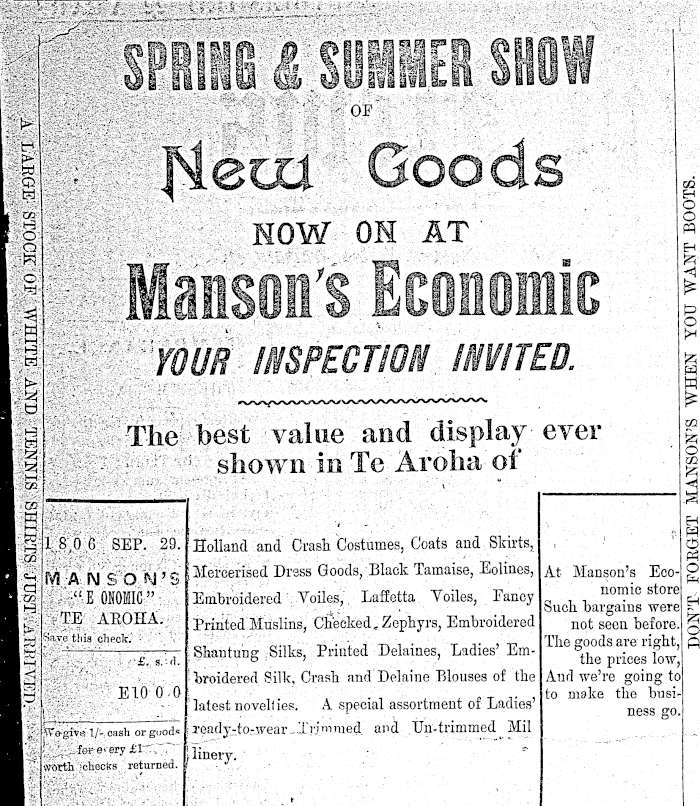 SPRING & SUMMER SHOW
OF
New Goods
NOW ON AT
Manson's Economic
YOUR INSPECTION INVITED.
The best value and display ever
shown in Te Aroha of
A LARGE STOCK OF WHITE AND TENNIS SHIRTS JUST ARRIVED.
1806 SEP. 29.
MANSON'S
"E ONOMIC"
TE AROHA.
Save this check.
£. s. d.
E10 0 0
We give 1/- cash or goods
for every £1
worth checks returned.
Holland and Crash Costumes, Coats and Skirts,
Mercerised Dress Goods, Black Tamaise, Eolines,
Embroidered Voiles, Laffetta Voiles, Fancy
Printed Muslins, Checked Zephyrs, Embroidered
Shantung Silks, Printed Delaines, Ladies' Em-
broidered Silk, Crash and Delaine Blouses of the
latest novelties. A special assortment of Ladies'
ready-to-wear Trimmed and Un-trimmed Mil
linery.
At Manson's Eco-
nomic store
Such bargains were
not seen before.
The goods are right,
the prices low,
And we're going to
to make the busi-
ness go.
DON'T FORGET MANSON'S WHEN YOU WANT BOOTS.